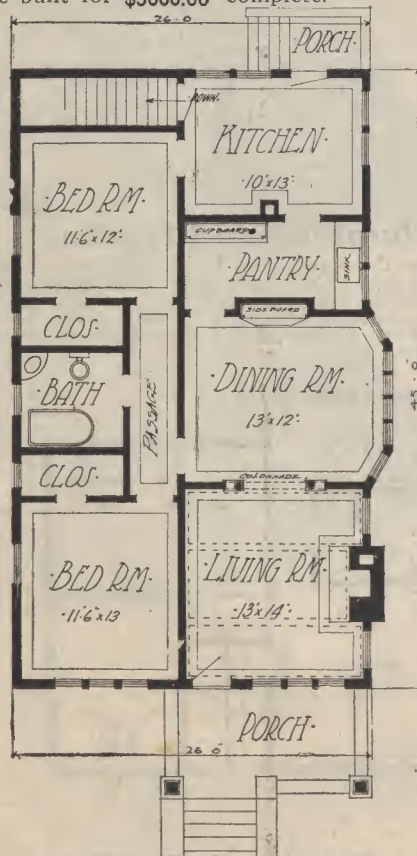 built for $3000.00 complete.
26-0
PORCH·
DOWN.
KITCHEN·
·10'x13'·
·BED RM·
11'·6"x12'·
CUPBOARD
·PANTRY·
SINK
SIDE BOARD
CLOS·
·BATH·
PASSAGE
·DINING RM·
13'x12'·
45-0
CLOS·
COLONNADE
·BED RM·
·11'·6"x13
·LIVING RM·
·13'x14'·
PORCH·
26·0"